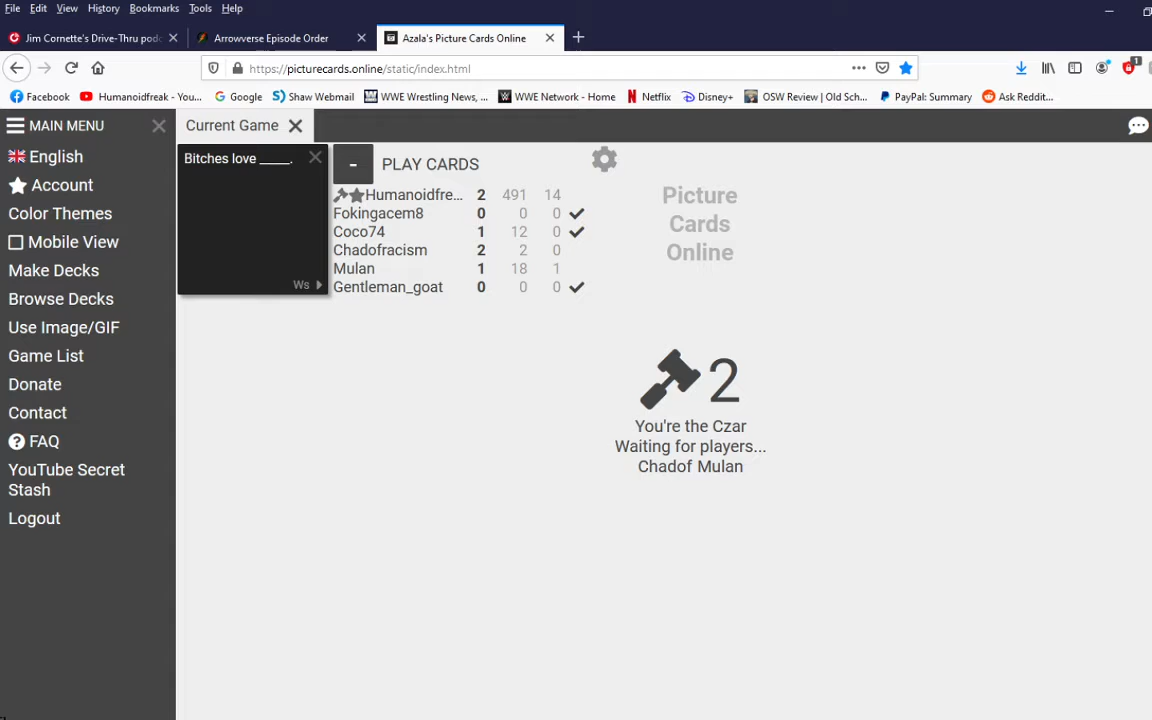 File Edit View History Bookmarks Tools Help
Jim Cornette's Drive-Thru pod
Arrowverse Episode Order
Azala's Picture Cards Online
https://picturecards.online/static/index.html
1
Facebook Humanoidfreak - You... Google Shaw Webmail WWE Wrestling News, ... WWE Network - Home Netflix Disney+ OSW Review | Old Sch... PayPal: Summary Ask Reddit...
MAIN MENU
English
Account
Color Themes
Mobile View
Make Decks
Browse Decks
Use Image/GIF
Game List
Donate
Contact
FAQ
YouTube Secret
Stash
Logout
Current Game
Bitches love _____.
Ws
- PLAY CARDS
Humanoidfre... 2 491 14
Fokingacem8 0 0 0
Coco74 1 12 0
Chadofracism 2 2 0
Mulan 1 18 1
Gentleman_goat 0 0 0
Picture
Cards
Online
2
You're the Czar
Waiting for players...
Chadof Mulan